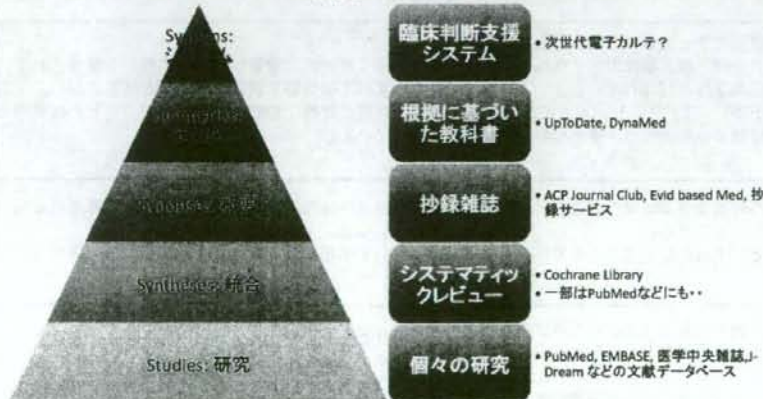 Systems:
臨床判断支援
システム
• 次世代電子カルテ？
根拠に基づい
た教科書
• UpToDate, DynaMed
抄録雑誌
• ACP Journal Club, Evid based Med, 抄
録サービス
Syntheses: 統合
システマティッ
クレビュー
• Cochrane Library
• 一部はPubMedなどにも・・
Studies: 研究
個々の研究
• PubMed, EMBASE, 医学中央雑誌,J-
Dream などの文献データベース